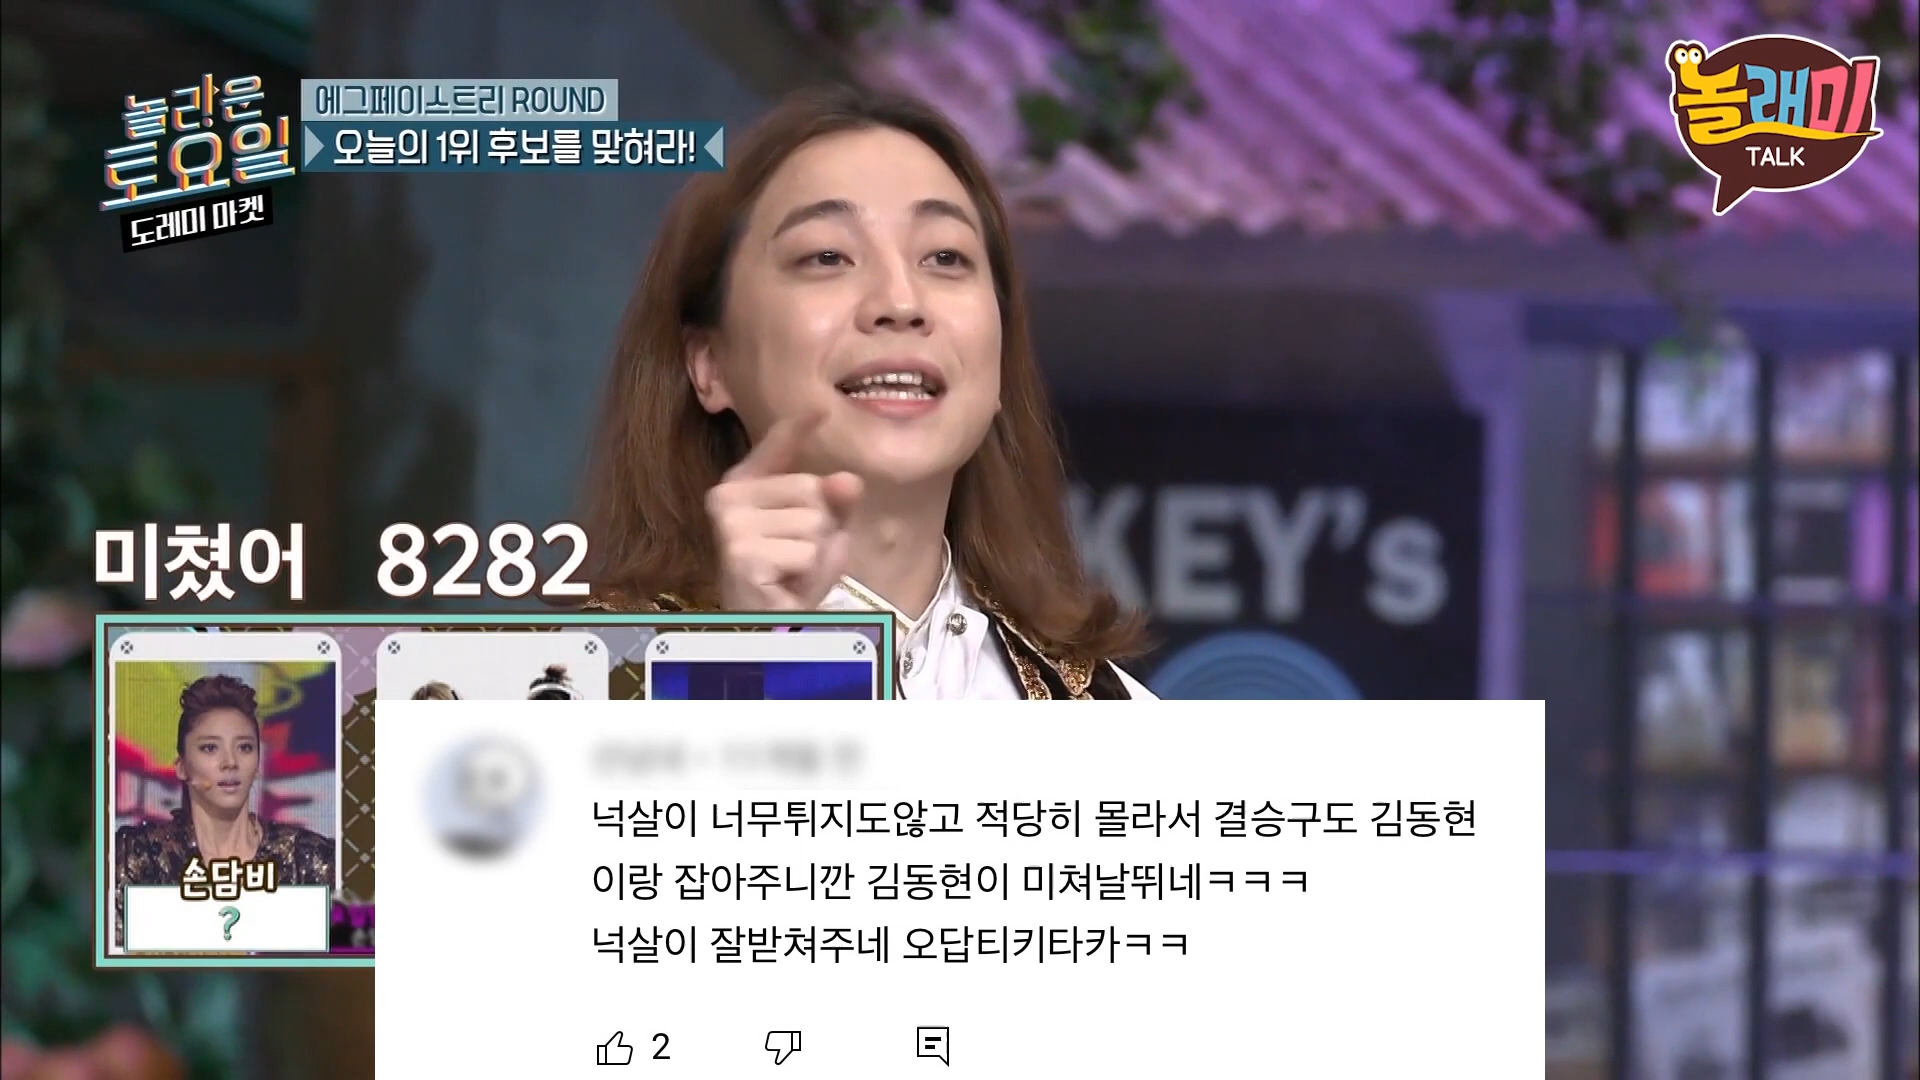 놀라운
토요일
도레미 마켓
에그페이스트리 ROUND
오늘의 1위 후보를 맞혀라!
놀래미
TALK
KEY's
미쳤어 8282
손담비
?
넉살이 너무튀지도않고 적당히 몰라서 결승구도 김동현
이랑 잡아주니깐 김동현이 미쳐날뛰네ㅋㅋㅋ
넉살이 잘받쳐주네 오답티키타카ㅋㅋ
2